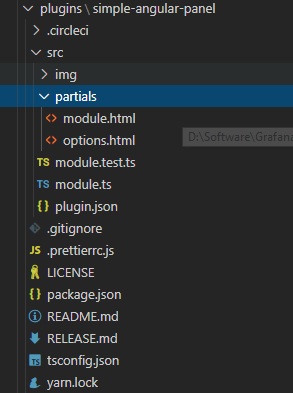 plugins \ simple-angular-panel
.circleci
src
img
partials
<> module.html
<> options.html
D:\Software\Grafana
TS module.test.ts
TS module.ts
{} plugin.json
.gitignore
.prettierrc.js
LICENSE
package.json
README.md
RELEASE.md
TS tsconfig.json
yarn.lock